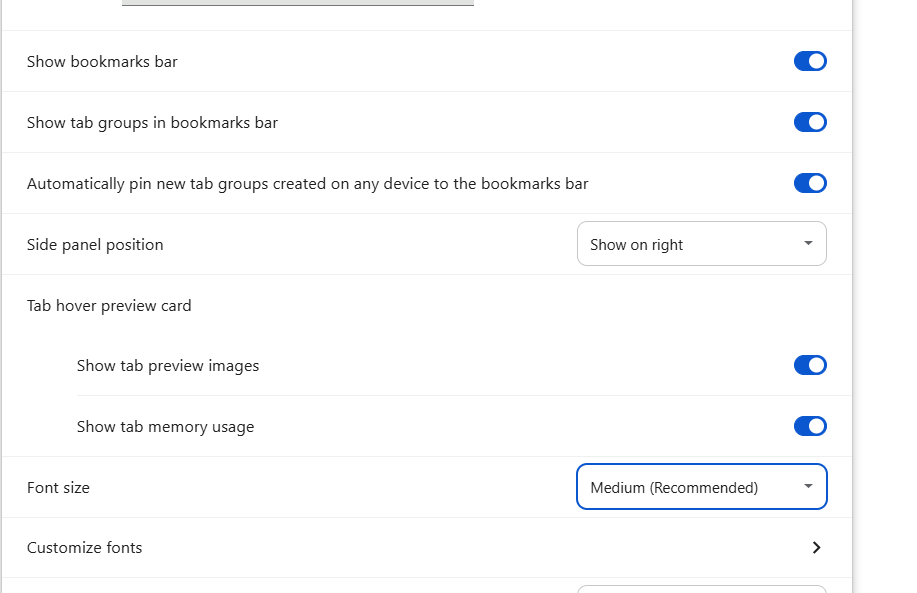 Show bookmarks bar
Show tab groups in bookmarks bar
Automatically pin new tab groups created on any device to the bookmarks bar
Side panel position
Show on right
Tab hover preview card
Show tab preview images
Show tab memory usage
Font size
Medium (Recommended)
Customize fonts